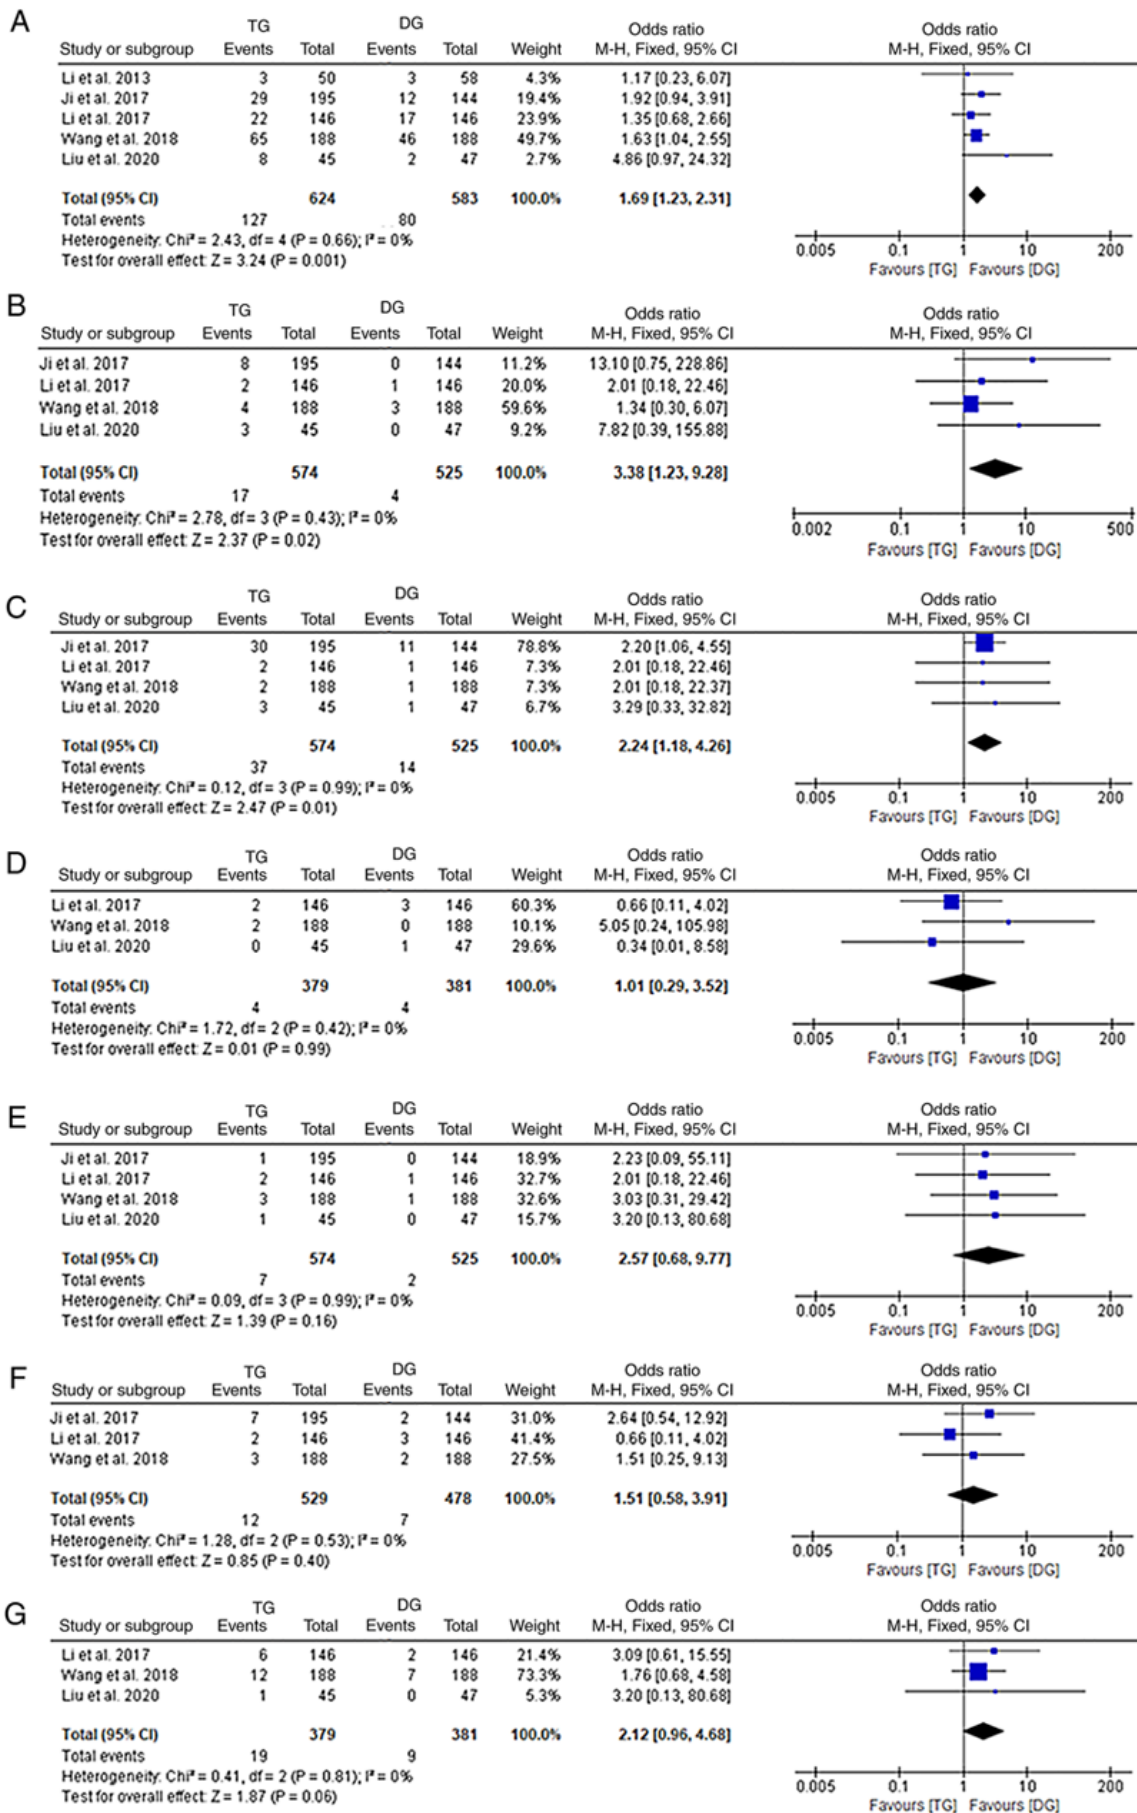 A
TG DG Odds ratio Odds ratio
Study or subgroup Events Total Events Total Weight M-H, Fixed, 95% CI M-H, Fixed, 95% CI
Li et al. 2013 3 50 3 58 4.3% 1.17 [0.23, 6.07]
Ji et al. 2017 29 195 12 144 19.4% 1.92 [0.94, 3.91]
Li et al. 2017 22 146 17 146 23.9% 1.35 [0.68, 2.66]
Wang et al. 2018 65 188 46 188 49.7% 1.63 [1.04, 2.55]
Liu et al. 2020 8 45 2 47 2.7% 4.86 [0.97, 24.32]
Total (95% CI) 624 583 100.0% 1.69 [1.23, 2.31]
Total events 127 80
Heterogeneity: Chi² = 2.43, df = 4 (P = 0.66); I² = 0%
Test for overall effect: Z = 3.24 (P = 0.001)
0.005 0.1 1 10 200
Favours [TG] Favours [DG]
B
TG DG Odds ratio Odds ratio
Study or subgroup Events Total Events Total Weight M-H, Fixed, 95% CI M-H, Fixed, 95% CI
Ji et al. 2017 8 195 0 144 11.2% 13.10 [0.75, 228.86]
Li et al. 2017 2 146 1 146 20.0% 2.01 [0.18, 22.46]
Wang et al. 2018 4 188 3 188 59.6% 1.34 [0.30, 6.07]
Liu et al. 2020 3 45 0 47 9.2% 7.82 [0.39, 155.88]
Total (95% CI) 574 525 100.0% 3.38 [1.23, 9.28]
Total events 17 4
Heterogeneity: Chi² = 2.78, df = 3 (P = 0.43); I² = 0%
Test for overall effect: Z = 2.37 (P = 0.02)
0.002 0.1 1 10 500
Favours [TG] Favours [DG]
C
TG DG Odds ratio Odds ratio
Study or subgroup Events Total Events Total Weight M-H, Fixed, 95% CI M-H, Fixed, 95% CI
Ji et al. 2017 30 195 11 144 78.8% 2.20 [1.06, 4.55]
Li et al. 2017 2 146 1 146 7.3% 2.01 [0.18, 22.46]
Wang et al. 2018 2 188 1 188 7.3% 2.01 [0.18, 22.37]
Liu et al. 2020 3 45 1 47 6.7% 3.29 [0.33, 32.82]
Total (95% CI) 574 525 100.0% 2.24 [1.18, 4.26]
Total events 37 14
Heterogeneity: Chi² = 0.12, df = 3 (P = 0.99); I² = 0%
Test for overall effect: Z = 2.47 (P = 0.01)
0.005 0.1 1 10 200
Favours [TG] Favours [DG]
D
TG DG Odds ratio Odds ratio
Study or subgroup Events Total Events Total Weight M-H, Fixed, 95% CI M-H, Fixed, 95% CI
Li et al. 2017 2 146 3 146 60.3% 0.66 [0.11, 4.02]
Wang et al. 2018 2 188 0 188 10.1% 5.05 [0.24, 105.98]
Liu et al. 2020 0 45 1 47 29.6% 0.34 [0.01, 8.58]
Total (95% CI) 379 381 100.0% 1.01 [0.29, 3.52]
Total events 4 4
Heterogeneity: Chi² = 1.72, df = 2 (P = 0.42); I² = 0%
Test for overall effect: Z = 0.01 (P = 0.99)
0.005 0.1 1 10 200
Favours [TG] Favours [DG]
E
TG DG Odds ratio Odds ratio
Study or subgroup Events Total Events Total Weight M-H, Fixed, 95% CI M-H, Fixed, 95% CI
Ji et al. 2017 1 195 0 144 18.9% 2.23 [0.09, 55.11]
Li et al. 2017 2 146 1 146 32.7% 2.01 [0.18, 22.46]
Wang et al. 2018 3 188 1 188 32.6% 3.03 [0.31, 29.42]
Liu et al. 2020 1 45 0 47 15.7% 3.20 [0.13, 80.68]
Total (95% CI) 574 525 100.0% 2.57 [0.68, 9.77]
Total events 7 2
Heterogeneity: Chi² = 0.09, df = 3 (P = 0.99); I² = 0%
Test for overall effect: Z = 1.39 (P = 0.16)
0.005 0.1 1 10 200
Favours [TG] Favours [DG]
F
TG DG Odds ratio Odds ratio
Study or subgroup Events Total Events Total Weight M-H, Fixed, 95% CI M-H, Fixed, 95% CI
Ji et al. 2017 7 195 2 144 31.0% 2.64 [0.54, 12.92]
Li et al. 2017 2 146 3 146 41.4% 0.66 [0.11, 4.02]
Wang et al. 2018 3 188 2 188 27.5% 1.51 [0.25, 9.13]
Total (95% CI) 529 478 100.0% 1.51 [0.58, 3.91]
Total events 12 7
Heterogeneity: Chi² = 1.28, df = 2 (P = 0.53); I² = 0%
Test for overall effect: Z = 0.85 (P = 0.40)
0.005 0.1 1 10 200
Favours [TG] Favours [DG]
G
TG DG Odds ratio Odds ratio
Study or subgroup Events Total Events Total Weight M-H, Fixed, 95% CI M-H, Fixed, 95% CI
Li et al. 2017 6 146 2 146 21.4% 3.09 [0.61, 15.55]
Wang et al. 2018 12 188 7 188 73.3% 1.76 [0.68, 4.58]
Liu et al. 2020 1 45 0 47 5.3% 3.20 [0.13, 80.68]
Total (95% CI) 379 381 100.0% 2.12 [0.96, 4.68]
Total events 19 9
Heterogeneity: Chi² = 0.41, df = 2 (P = 0.81); I² = 0%
Test for overall effect: Z = 1.87 (P = 0.06)
0.005 0.1 1 10 200
Favours [TG] Favours [DG]